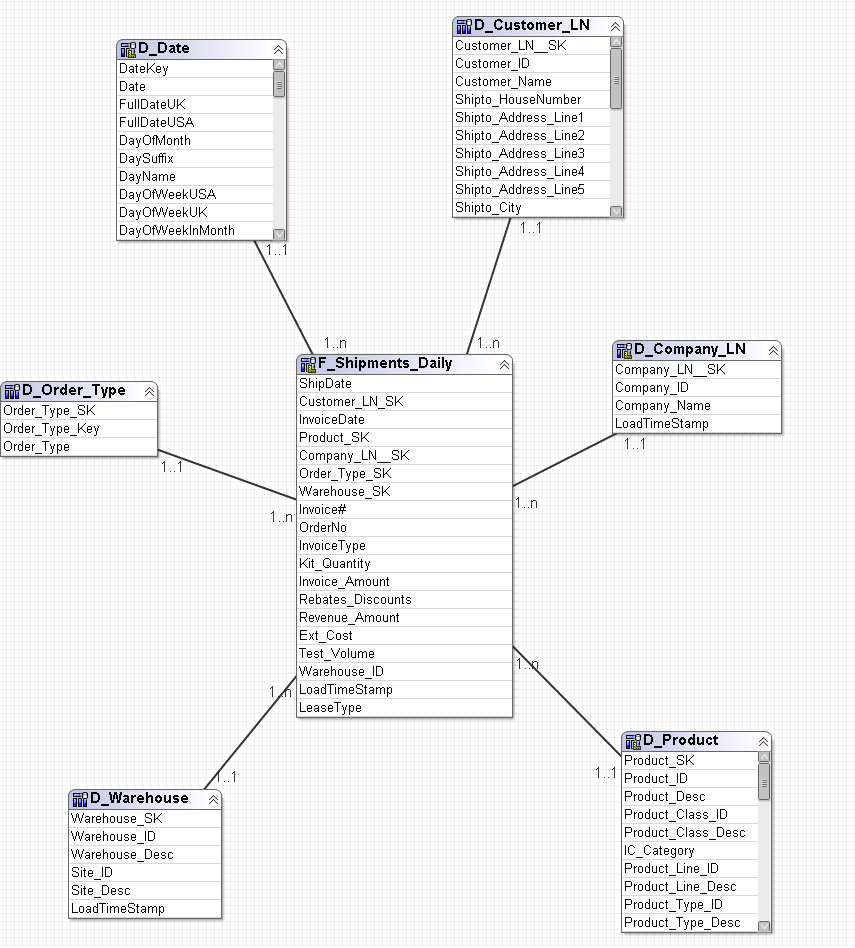 D_Date
DateKey
Date
FullDateUK
FullDateUSA
DayOfMonth
DaySuffix
DayName
DayOfWeekUSA
DayOfWeekUK
DayOfWeekInMonth
1..1
1..n
D_Customer_LN
Customer_LN__SK
Customer_ID
Customer_Name
Shipto_HouseNumber
Shipto_Address_Line1
Shipto_Address_Line2
Shipto_Address_Line3
Shipto_Address_Line4
Shipto_Address_Line5
Shipto_City
1..1
1..n
D_Order_Type
Order_Type_SK
Order_Type_Key
Order_Type
1..1
1..n
F_Shipments_Daily
ShipDate
Customer_LN_SK
InvoiceDate
Product_SK
Company_LN__SK
Order_Type_SK
Warehouse_SK
Invoice#
OrderNo
InvoiceType
Kit_Quantity
Invoice_Amount
Rebates_Discounts
Revenue_Amount
Ext_Cost
Test_Volume
Warehouse_ID
LoadTimeStamp
LeaseType
D_Company_LN
Company_LN__SK
Company_ID
Company_Name
LoadTimeStamp
1..1
1..n
1..n
1..1
D_Warehouse
Warehouse_SK
Warehouse_ID
Warehouse_Desc
Site_ID
Site_Desc
LoadTimeStamp
1..n
1..1
D_Product
Product_SK
Product_ID
Product_Desc
Product_Class_ID
Product_Class_Desc
IC_Category
Product_Line_ID
Product_Line_Desc
Product_Type_ID
Product_Type_Desc